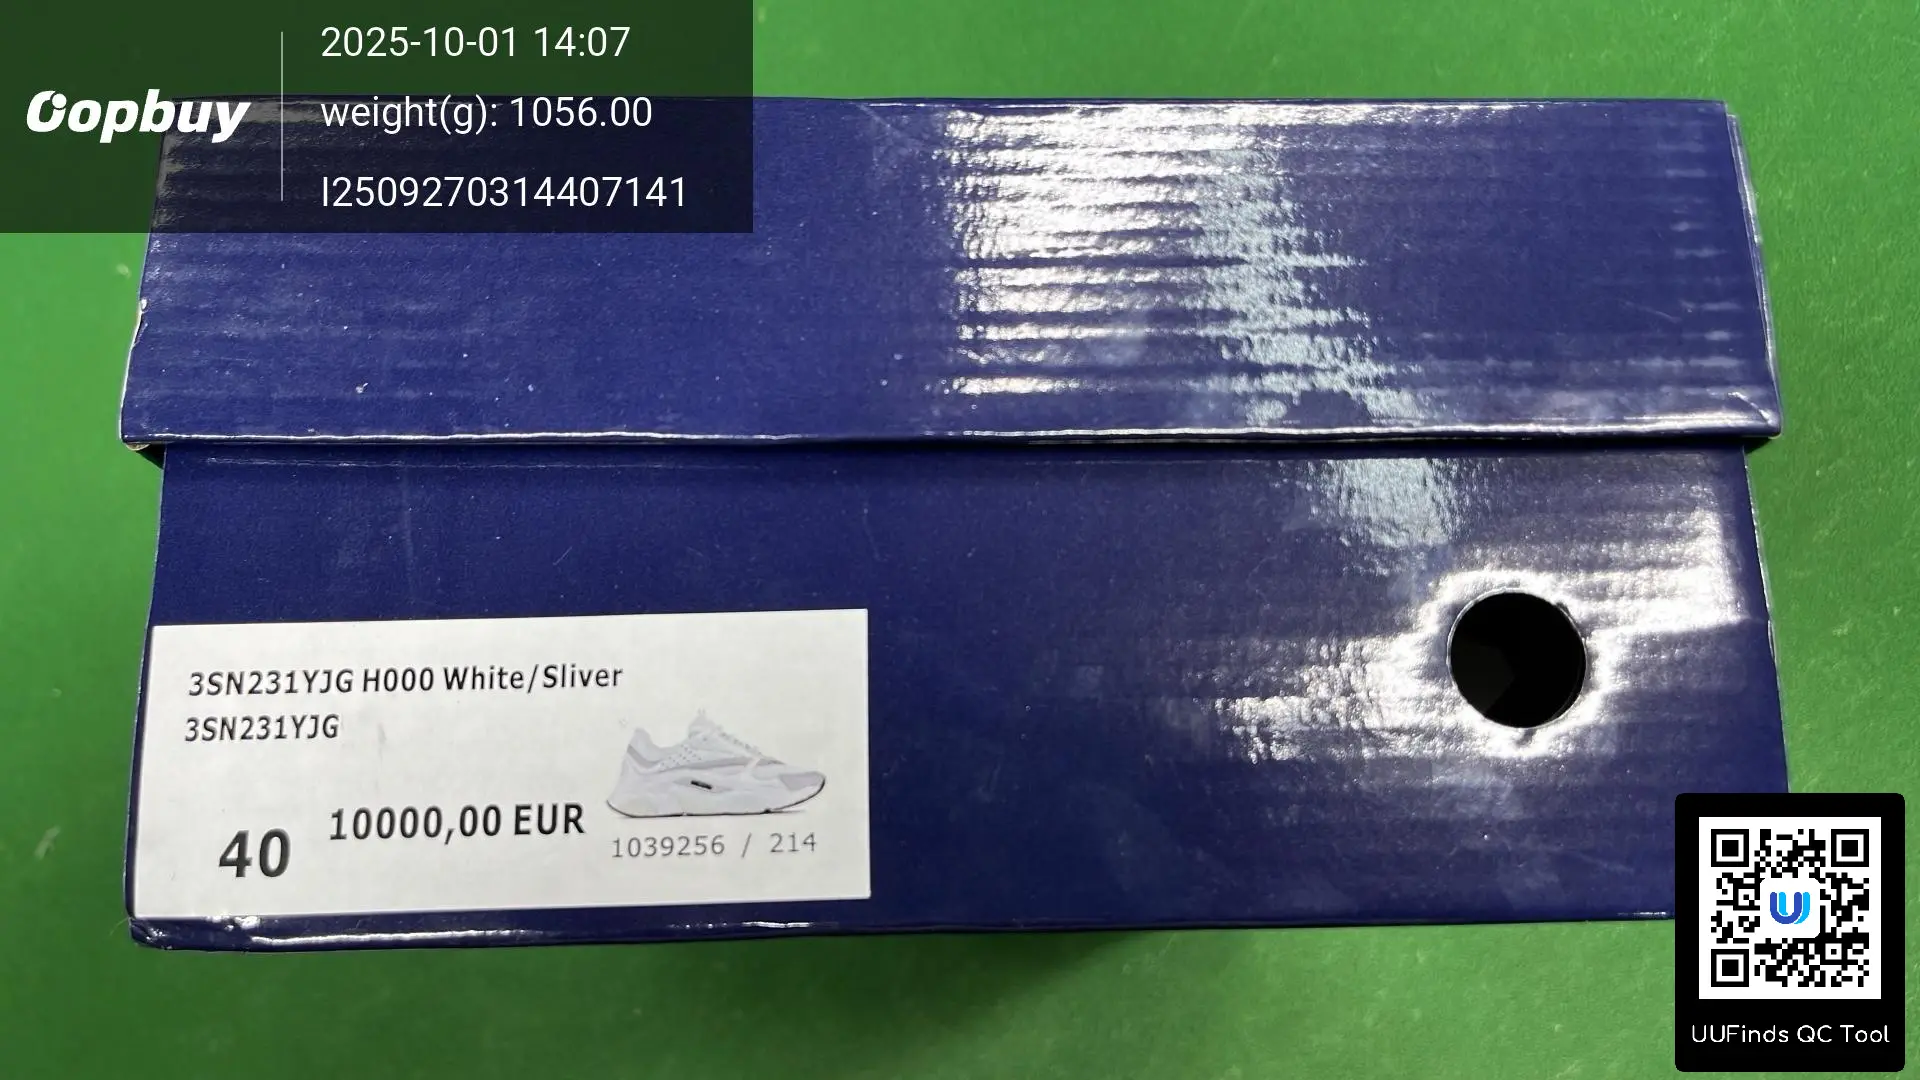 Oopbuy
2025-10-01 14:07
weight(g): 1056.00
I2509270314407141
3SN231YJG H000 White/Sliver
3SN231YJG
40
10000,00 EUR
1039256 / 214
UUFinds QC Tool